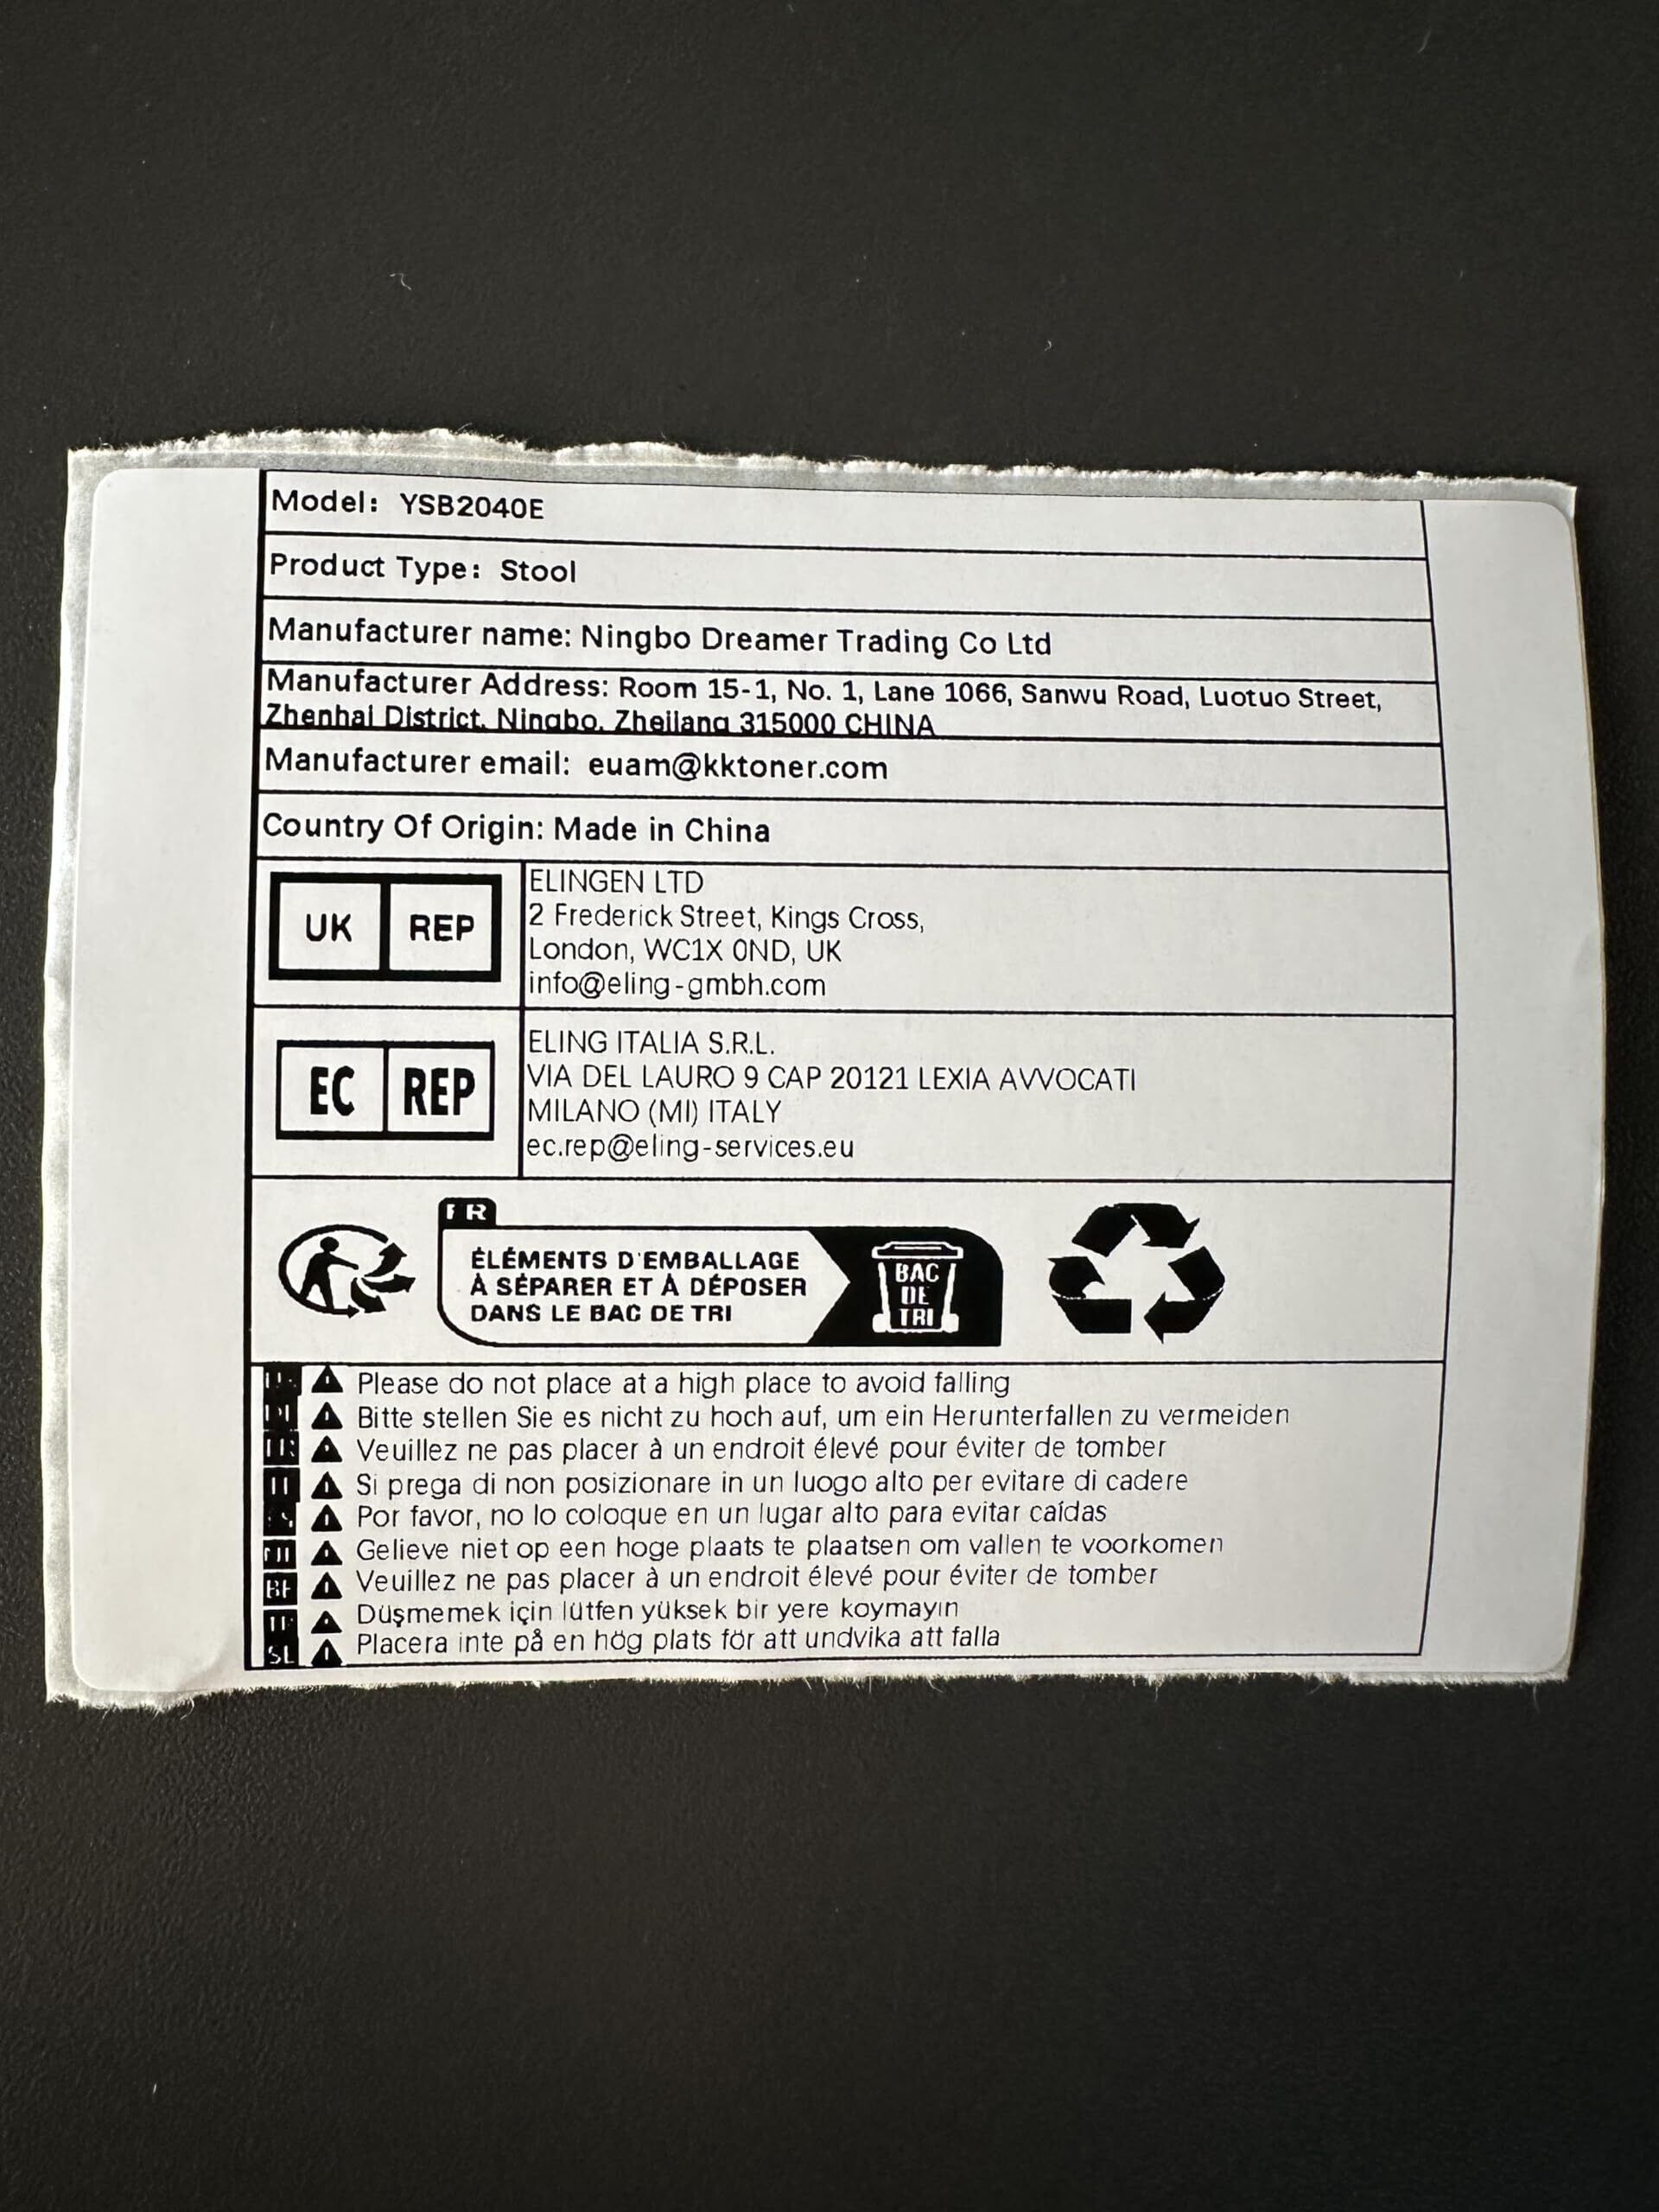 Model: YSB2040E
Product Type: Stool
Manufacturer name: Ningbo Dreamer Trading Co Ltd
Manufacturer Address: Room 15-1, No. 1, Lane 1066, Sanwu Road, Luotuo Street,
Zhenhai District, Ningbo, Zhejiang 315000 CHINA
Manufacturer email: euam@kktoner.com
Country Of Origin: Made in China
UK REP
ELINGEN LTD
2 Frederick Street, Kings Cross,
London, WC1X 0ND, UK
info@eling-gmbh.com
EC REP
ELING ITALIA S.R.L.
VIA DEL LAURO 9 CAP 20121 LEXIA AVVOCATI
MILANO (MI) ITALY
ec.rep@eling-services.eu
FR
ÉLÉMENTS D'EMBALLAGE
À SÉPARER ET À DÉPOSER
DANS LE BAC DE TRI
BAC
DE
TRI
Please do not place at a high place to avoid falling
Bitte stellen Sie es nicht zu hoch auf, um ein Herunterfallen zu vermeiden
FR Veuillez ne pas placer à un endroit élevé pour éviter de tomber
IT Si prega di non posizionare in un luogo alto per evitare di cadere
Por favor, no lo coloque en un lugar alto para evitar caídas
Gelieve niet op een hoge plaats te plaatsen om vallen te voorkomen
BE Veuillez ne pas placer à un endroit élevé pour éviter de tomber
Düşmemek için lütfen yüksek bir yere koymayın
Placera inte på en hög plats för att undvika att falla